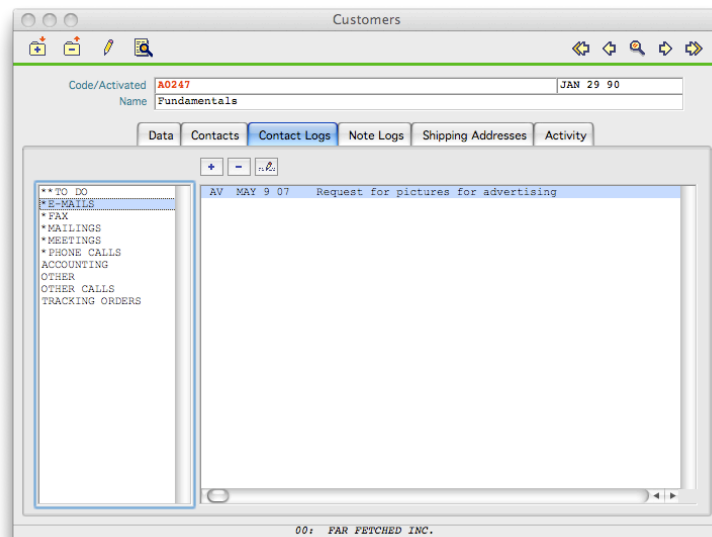 Customers
Code/Activated A0247 JAN 29 90
Name Fundamentals
Data Contacts Contact Logs Note Logs Shipping Addresses Activity
+ -
**TO DO
*E-MAILS
*FAX
*MAILINGS
*MEETINGS
*PHONE CALLS
ACCOUNTING
OTHER
OTHER CALLS
TRACKING ORDERS
AV MAY 9 07 Request for pictures for advertising
00: FAR FETCHED INC.